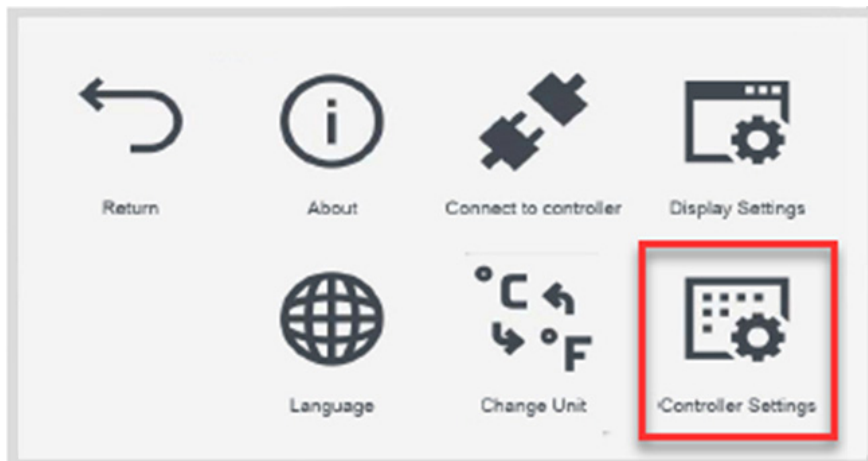 Return
About
Connect to controller
Display Settings
°C
°F
Language
Change Unit
Controller Settings